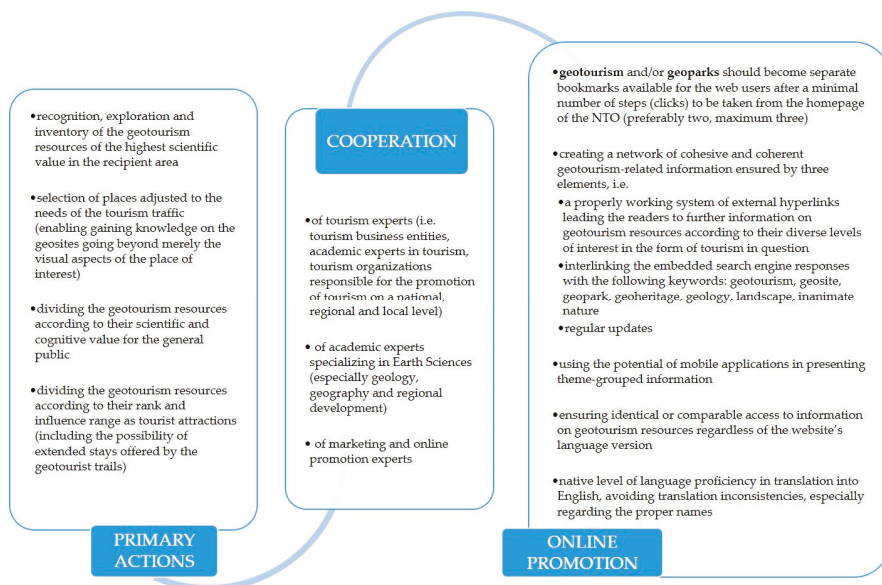 •recognition, exploration and
inventory of the geotourism
resources of the highest scientific
value in the recipient area
•selection of places adjusted to the
needs of the tourism traffic
(enabling gaining knowledge on the
geosites going beyond merely the
visual aspects of the place of
interest)
•dividing the geotourism resources
according to their scientific and
cognitive value for the general
public
•dividing the geotourism resources
according to their rank and
influence range as tourist attractions
(including the possibility of
extended stays offered by the
geotourist trails)
PRIMARY
ACTIONS
COOPERATION
•of tourism experts (i.e.
tourism business entities,
academic experts in tourism,
tourism organizations
responsible for the promotion
of tourism on a national,
regional and local level)
• of academic experts
specializing in Earth Sciences
(especially geology,
geography and regional
development)
• of marketing and online
promotion experts
•geotourism and/or geoparks should become separate
bookmarks available for the web users after a minimal
number of steps (clicks) to be taken from the homepage
of the NTO (preferably two, maximum three)
•creating a network of cohesive and coherent
geotourism-related information ensured by three
elements, i.e.
•a properly working system of external hyperlinks
leading the readers to further information on
geotourism resources according to their diverse levels
of interest in the form of tourism in question
•interlinking the embedded search engine responses
with the following keywords: geotourism, geosite,
geopark, geoheritage, geology, landscape, inanimate
nature
•regular updates
•using the potential of mobile applications in presenting
theme-grouped information
•ensuring identical or comparable access to information
on geotourism resources regardless of the website's
language version
•native level of language proficiency in translation into
English, avoiding translation inconsistencies, especially
regarding the proper names
ONLINE
PROMOTION